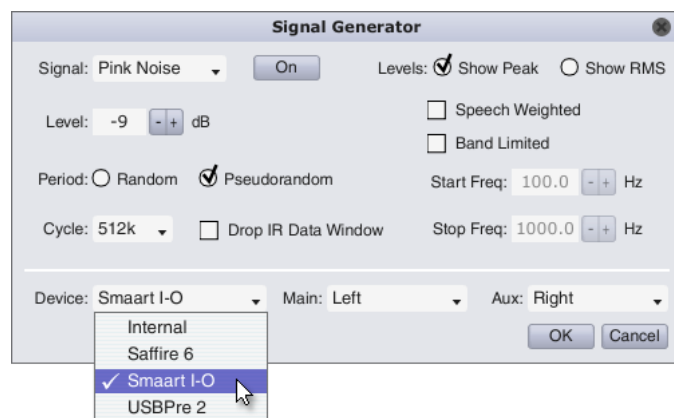 Signal Generator
Signal: Pink Noise On Levels: Show Peak Show RMS
Level: -9 - + dB Speech Weighted
Band Limited
Period: Random Pseudorandom Start Freq: 100.0 - + Hz
Cycle: 512k Drop IR Data Window Stop Freq: 1000.0 - + Hz
Device: Smaart I-O Main: Left Aux: Right
Internal
OK Cancel
Saffire 6
Smaart I-O
USBPre 2